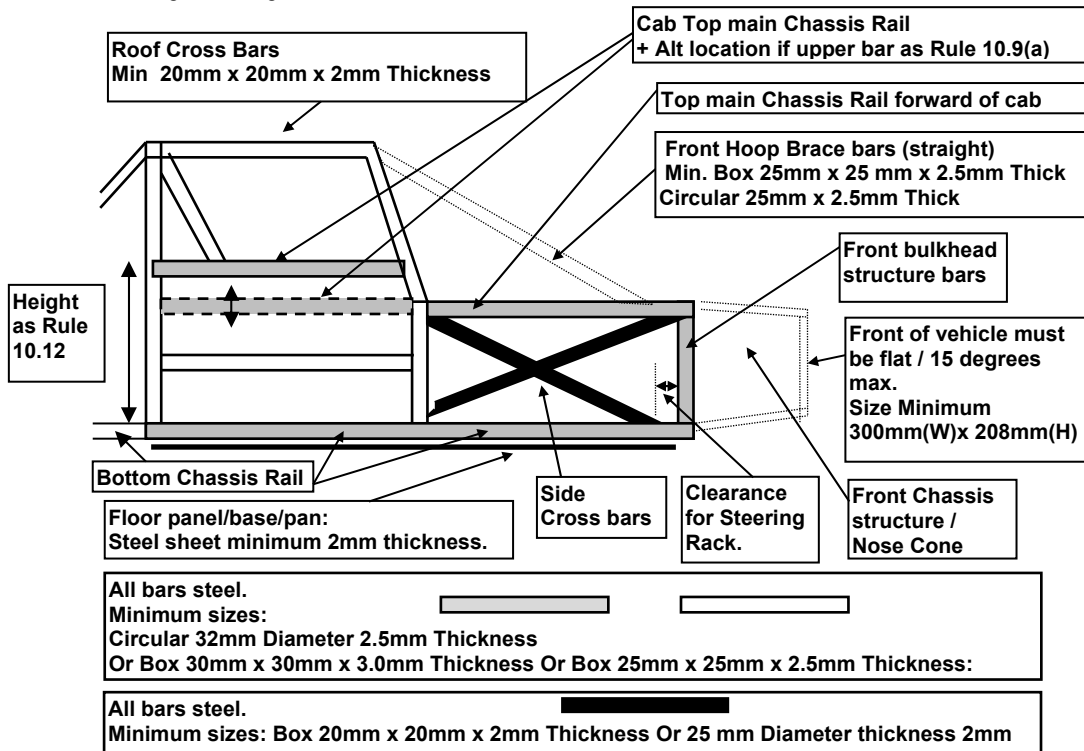 Cab Top main Chassis Rail
+ Alt location if upper bar as Rule 10.9(a)
Roof Cross Bars
Min 20mm x 20mm x 2mm Thickness
Top main Chassis Rail forward of cab
Front Hoop Brace bars (straight)
Min. Box 25mm x 25 mm x 2.5mm Thick
Circular 25mm x 2.5mm Thick
Front bulkhead
structure bars
Height
as Rule
10.12
Front of vehicle must
be flat / 15 degrees
max.
Size Minimum
300mm(W)x 208mm(H)
Bottom Chassis Rail
Floor panel/base/pan:
Steel sheet minimum 2mm thickness.
Side
Cross bars
Clearance
for Steering
Rack.
Front Chassis
structure /
Nose Cone
All bars steel.
Minimum sizes:
Circular 32mm Diameter 2.5mm Thickness
Or Box 30mm x 30mm x 3.0mm Thickness Or Box 25mm x 25mm x 2.5mm Thickness:
All bars steel.
Minimum sizes: Box 20mm x 20mm x 2mm Thickness Or 25 mm Diameter thickness 2mm